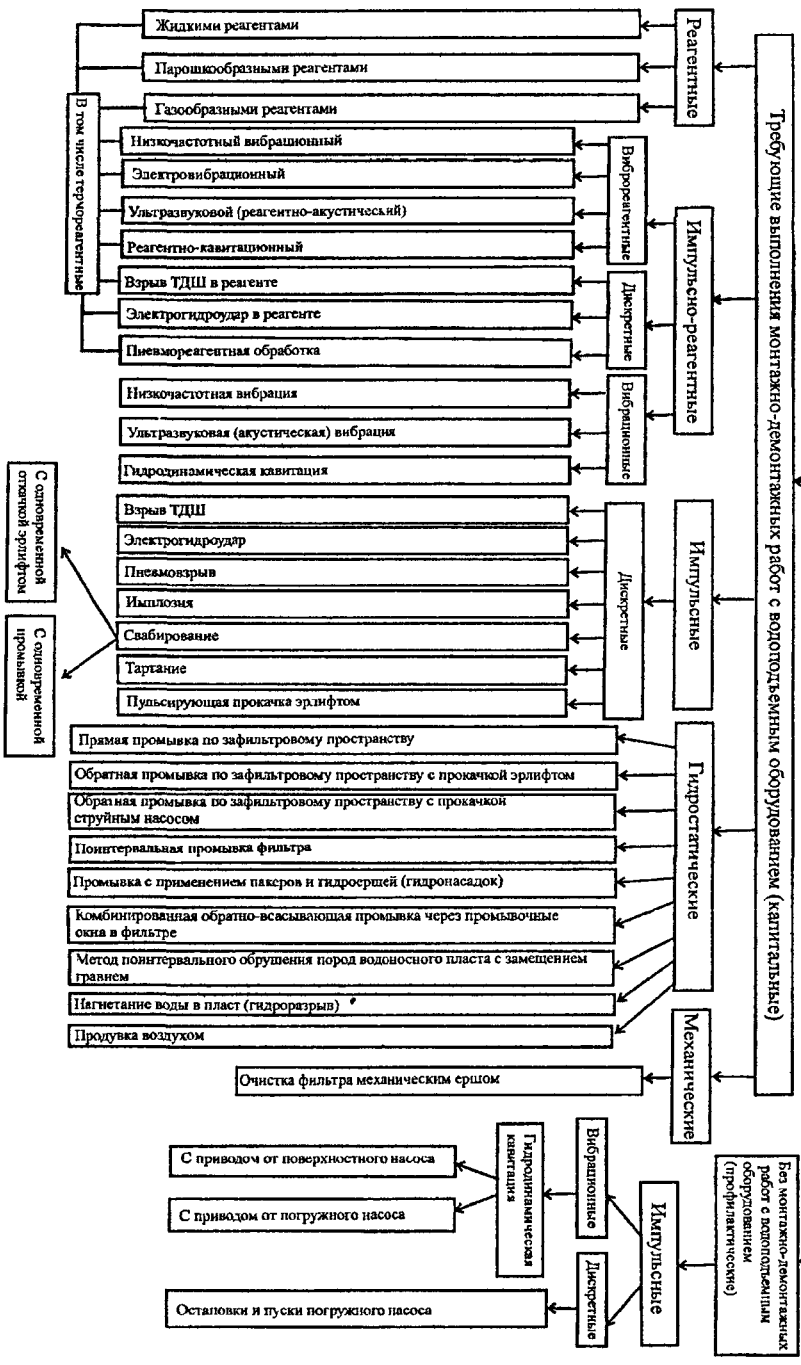 Требующие выполнения монтажно-демонтажных работ с водоподъемным оборудованием (капитальные)
Реагентные
Жидкими реагентами
Парошкообразными реагентами
Газообразными реагентами
Импульсно-реагентные
Виброреагентные
Низкочастотный вибрационный
Электровибрационный
Ультразвуковой (реагентно-акустический)
Реагентно-кавитационный
Дискретные
Взрыв ТДШ в реагенте
Электрогидроудар в реагенте
Пневмореагентная обработка
В том числе термореагентные
Вибрационные
Низкочастотная вибрация
Ультразвуковая (акустическая) вибрация
Гидродинамическая кавитация
Импульсные
Дискретные
Взрыв ТДШ
Электрогидроудар
Пневмовзрыв
Имплозия
Свабирование
Тартание
Пульсирующая прокачка эрлифтом
С одновременной
откачкой эрлифтом
С одновременной
промывкой
Гидростатические
Прямая промывка по зафильтровому пространству
Обратная промывка по зафильтровому пространству с прокачкой эрлифтом
Обратная промывка по зафильтровому пространству с прокачкой
струйным насосом
Поинтервальная промывка фильтра
Промывка с применением пакеров и гидроершей (гидронасадок)
Комбинированная обратно-всасывающая промывка через промывочные
окна в фильтре
Метод поинтервального обрушения пород водоносного пласта с замещением
гравием
Нагнетание воды в пласт (гидроразрыв)
Продувка воздухом
Механические
Очистка фильтра механическим ершом
Без монтажно-демонтажных
работ с водоподъемным
оборудованием
(профилактические)
Импульсные
Вибрационные
Гидродинамическая
кавитация
С приводом от поверхностного насоса
С приводом от погружного насоса
Дискретные
Остановки и пуски погружного насоса